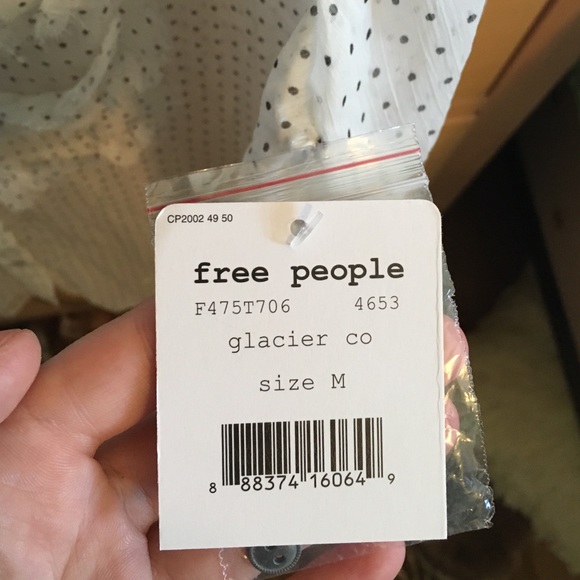 CP2002 49 50
free people
F475T706 4653
glacier co
size M
8 88374 16064 9